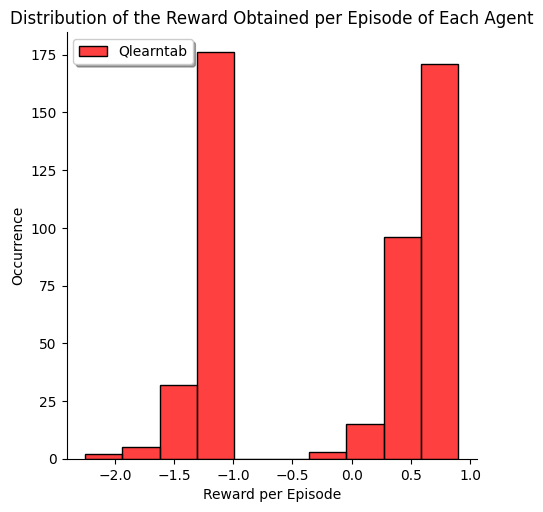 Distribution of the Reward Obtained per Episode of Each Agent
Qlearntab
175
150
125
100
75
50
25
0
Occurrence
−2.0 −1.5 −1.0 −0.5 0.0 0.5 1.0
Reward per Episode